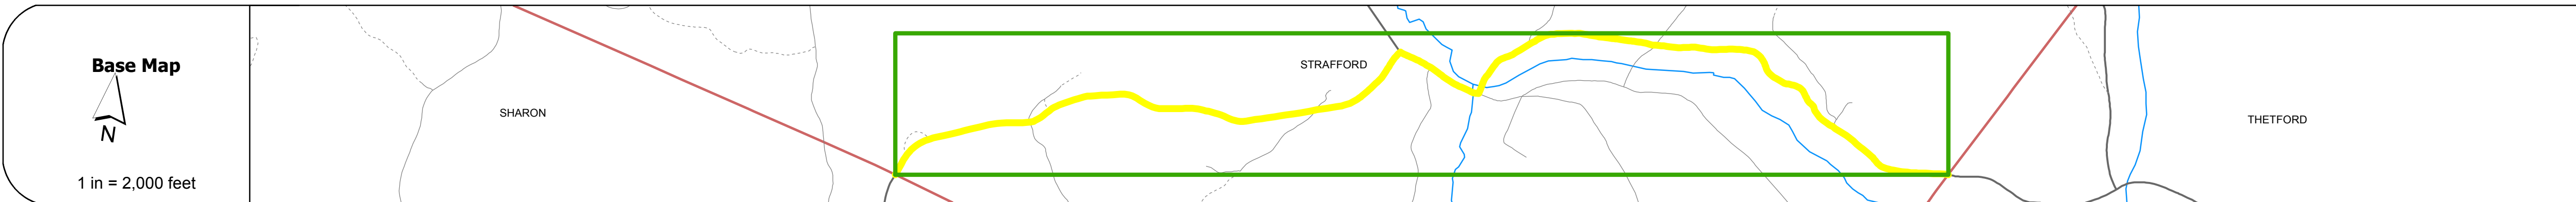 Base Map
N
1 in = 2,000 feet
SHARON
STRAFFORD
THETFORD